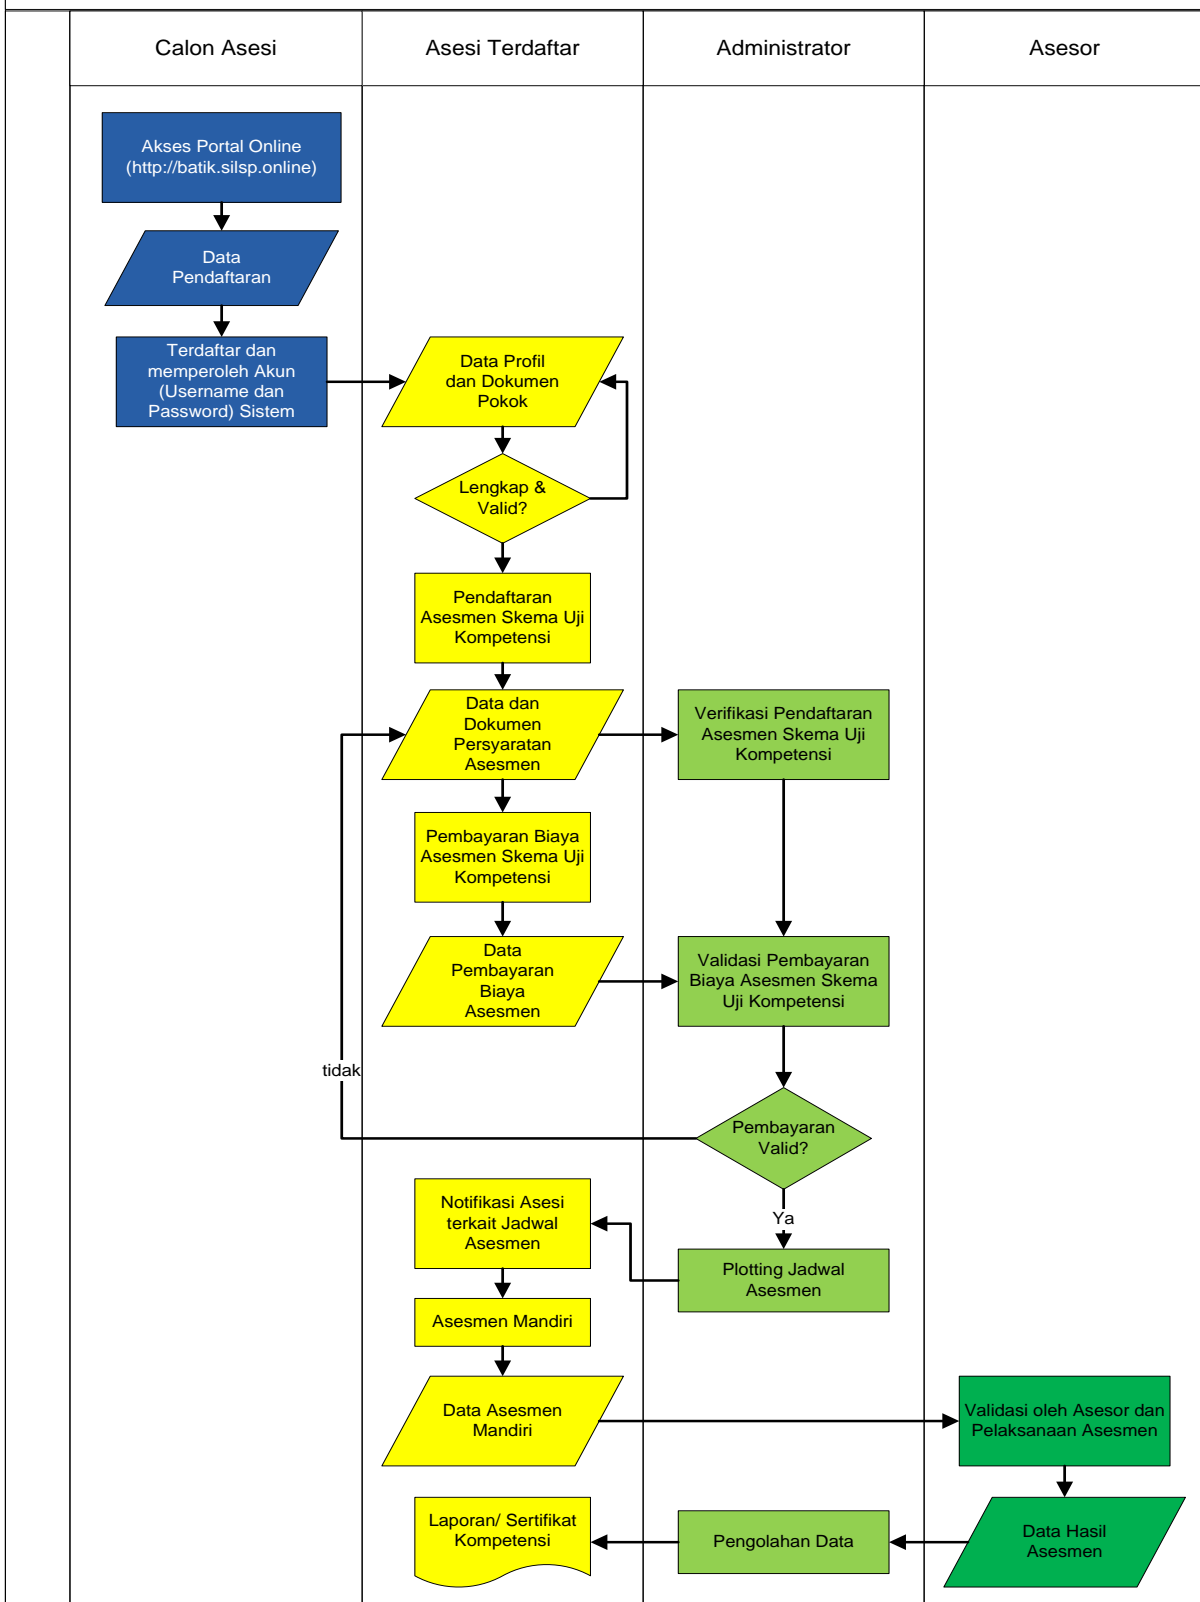 Calon Asesi
Asesi Terdaftar
Administrator
Asesor
Akses Portal Online
(http://batik.silsp.online)
Data
Pendaftaran
Terdaftar dan
memperoleh Akun
(Username dan
Password) Sistem
Data Profil
dan Dokumen
Pokok
Lengkap &
Valid?
Pendaftaran
Asesmen Skema Uji
Kompetensi
Data dan
Dokumen
Persyaratan
Asesmen
Verifikasi Pendaftaran
Asesmen Skema Uji
Kompetensi
Pembayaran Biaya
Asesmen Skema Uji
Kompetensi
Data
Pembayaran
Biaya
Asesmen
Validasi Pembayaran
Biaya Asesmen Skema
Uji Kompetensi
tidak
Pembayaran
Valid?
Ya
Notifikasi Asesi
terkait Jadwal
Asesmen
Plotting Jadwal
Asesmen
Asesmen Mandiri
Data Asesmen
Mandiri
Validasi oleh Asesor dan
Pelaksanaan Asesmen
Laporan/ Sertifikat
Kompetensi
Pengolahan Data
Data Hasil
Asesmen